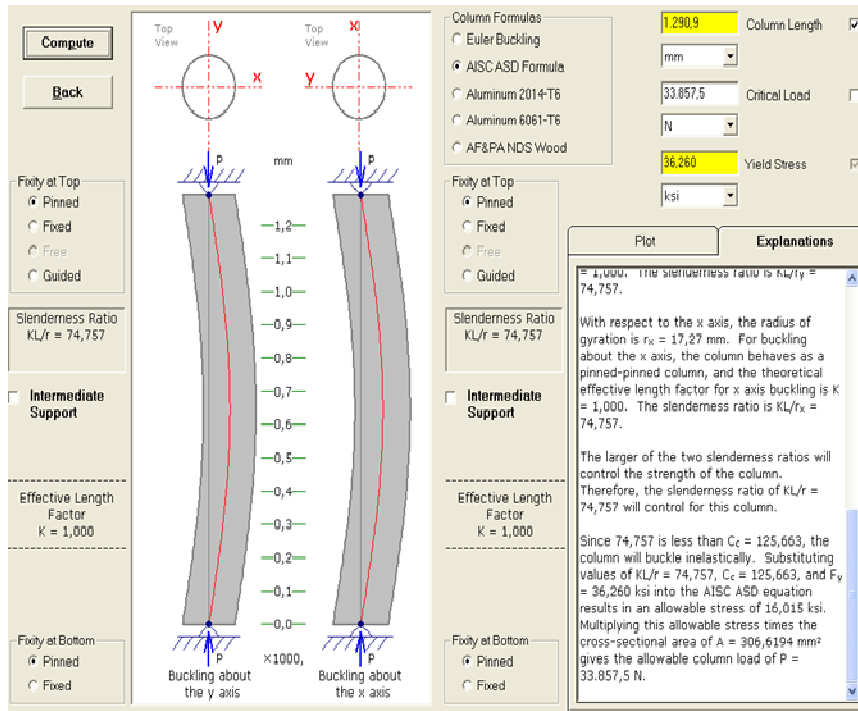 Compute
Back
Top
View
y
x
Top
View
x
y
P
mm
P
1,2
1,1
1,0
0,9
0,8
0,7
0,6
0,5
0,4
0,3
0,2
0,1
0,0
P
×1000,
P
Buckling about
the y axis
Buckling about
the x axis
Fixity at Top
Pinned
Fixed
Free
Guided
Slenderness Ratio
KL/r = 74,757
Intermediate
Support
Effective Length
Factor
K = 1,000
Fixity at Bottom
Pinned
Fixed
Column Formulas
Euler Buckling
AISC ASD Formula
Aluminum 2014-T6
Aluminum 6061-T6
AF&PA NDS Wood
Fixity at Top
Pinned
Fixed
Free
Guided
Slenderness Ratio
KL/r = 74,757
Intermediate
Support
Effective Length
Factor
K = 1,000
Fixity at Bottom
Pinned
Fixed
1.290,9 Column Length
mm
33.857,5 Critical Load
N
36,260 Yield Stress
ksi
Plot
Explanations
= 1,000. The slenderness ratio is KL/ry =
74,757.
With respect to the x axis, the radius of
gyration is rx = 17,27 mm. For buckling
about the x axis, the column behaves as a
pinned-pinned column, and the theoretical
effective length factor for x axis buckling is K
= 1,000. The slenderness ratio is KL/rx =
74,757.
The larger of the two slenderness ratios will
control the strength of the column.
Therefore, the slenderness ratio of KL/r =
74,757 will control for this column.
Since 74,757 is less than Cc = 125,663, the
column will buckle inelastically. Substituting
values of KL/r = 74,757, Cc = 125,663, and Fy
= 36,260 ksi into the AISC ASD equation
results in an allowable stress of 16,015 ksi.
Multiplying this allowable stress times the
cross-sectional area of A = 306,6194 mm²
gives the allowable column load of P =
33.857,5 N.